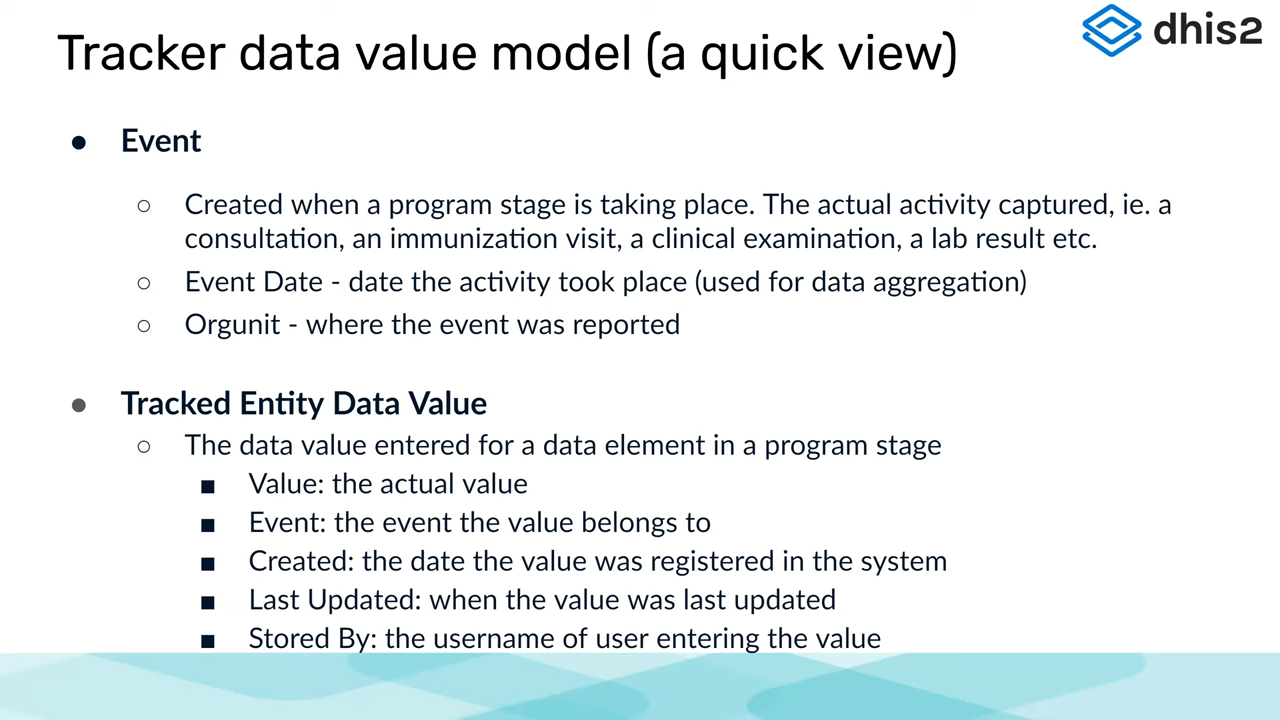 Tracker data value model (a quick view)
dhis2
● Event
○ Created when a program stage is taking place. The actual activity captured, ie. a
consultation, an immunization visit, a clinical examination, a lab result etc.
○ Event Date - date the activity took place (used for data aggregation)
○ Orgunit - where the event was reported
● Tracked Entity Data Value
○ The data value entered for a data element in a program stage
■ Value: the actual value
■ Event: the event the value belongs to
■ Created: the date the value was registered in the system
■ Last Updated: when the value was last updated
■ Stored By: the username of user entering the value